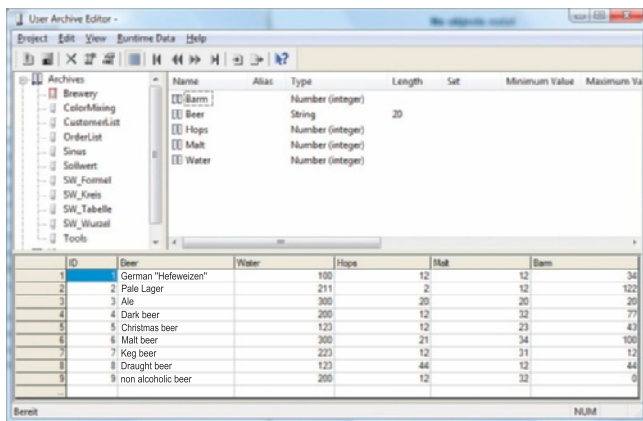 User Archive Editor -
Project Edit View Runtime Data Help
Archives
Brewery
ColorMixing
CustomerList
OrderList
Sinus
Sollwert
SW_Formel
SW_Kreis
SW_Tabelle
SW_Wurzel
Tools
Name Alias Type Length Set Minimum Value Maximum Va
Barm Number (integer)
Beer String 20
Hops Number (integer)
Malt Number (integer)
Water Number (integer)
ID Beer Water Hops Malt Barm
1 1 German "Hefeweizen" 100 12 12 34
2 2 Pale Lager 211 2 12 122
3 3 Ale 300 20 20 20
4 4 Dark beer 200 12 32 77
5 5 Christmas beer 123 12 23 43
6 6 Malt beer 300 21 34 100
7 7 Keg beer 223 12 31 12
8 8 Draught beer 123 44 12 44
9 9 non alcoholic beer 200 12 32 0
Bereit NUM